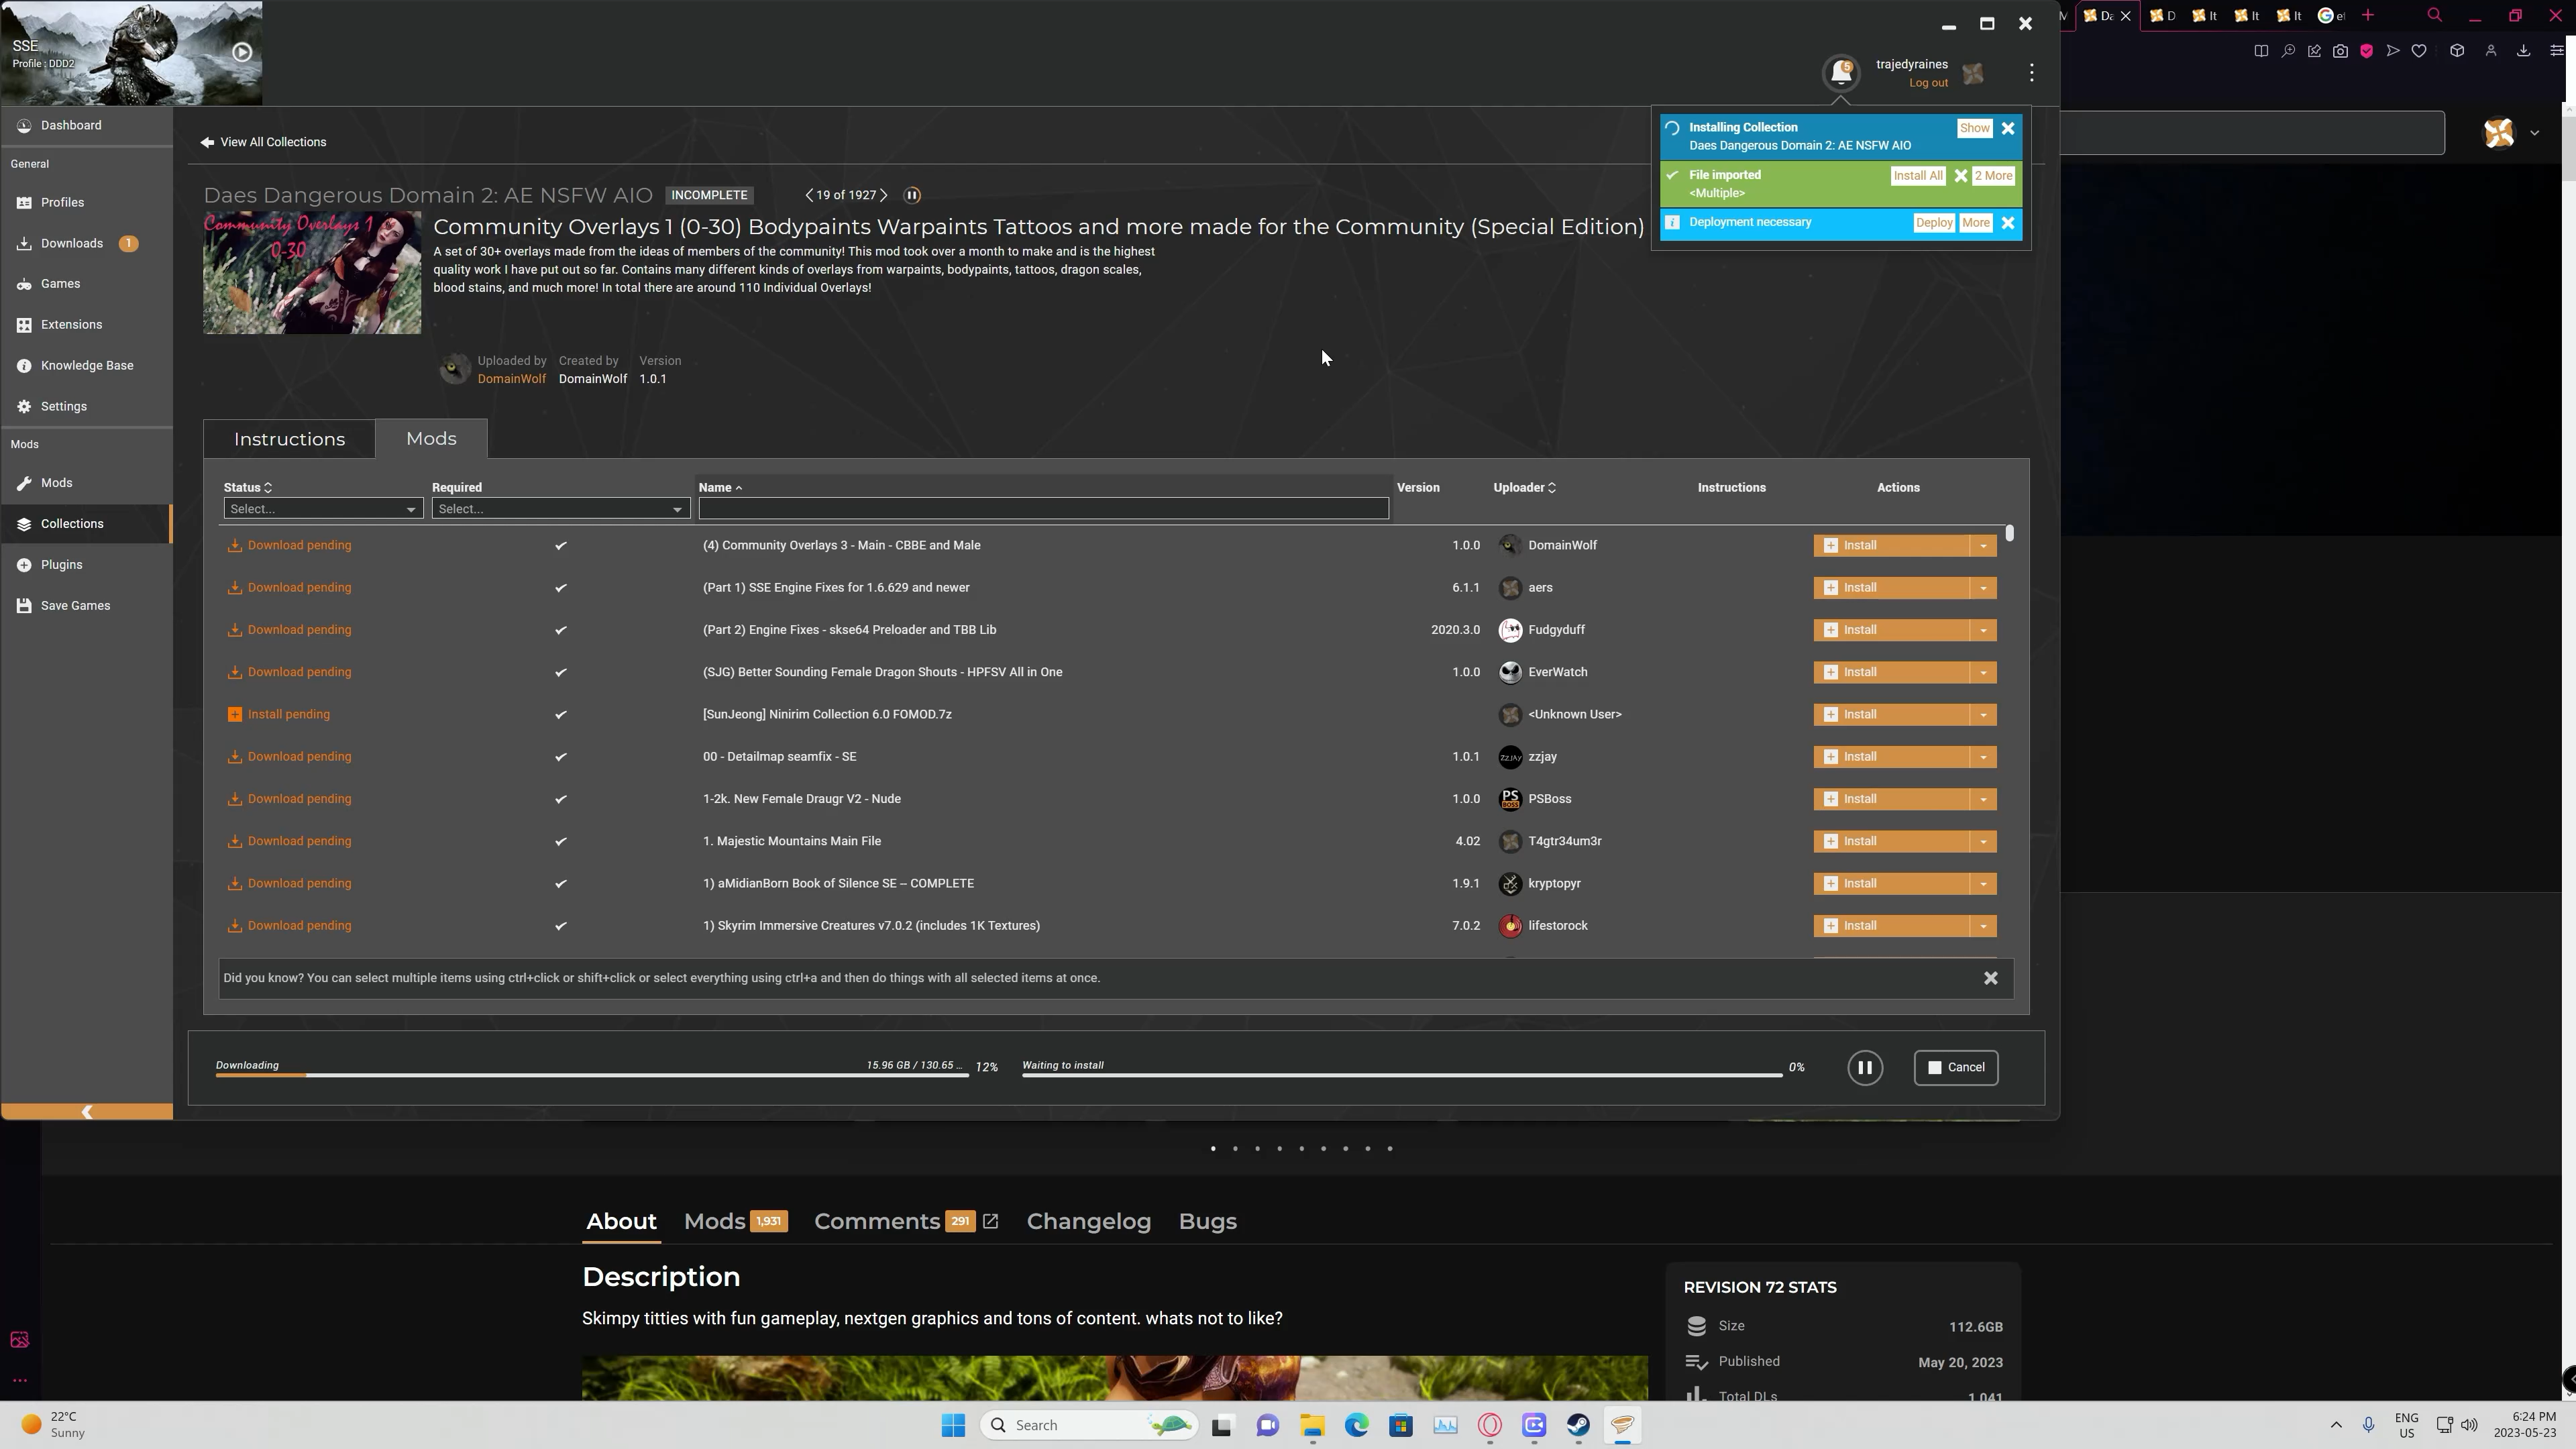 SSE
Profile : DDD2
trajedyraines
Log out
5
Dashboard
General
Profiles
Downloads 1
Games
Extensions
Knowledge Base
Settings
Mods
Mods
Collections
Plugins
Save Games
View All Collections
Daes Dangerous Domain 2: AE NSFW AIO INCOMPLETE 19 of 1927
Community Overlays 1
0-30
Community Overlays 1 (0-30) Bodypaints Warpaints Tattoos and more made for the Community (Special Edition)
A set of 30+ overlays made from the ideas of members of the community! This mod took over a month to make and is the highest
quality work I have put out so far. Contains many different kinds of overlays from warpaints, bodypaints, tattoos, dragon scales,
blood stains, and much more! In total there are around 110 Individual Overlays!
Uploaded by Created by Version
DomainWolf DomainWolf 1.0.1
Installing Collection Show
Daes Dangerous Domain 2: AE NSFW AIO
File imported Install All 2 More
<Multiple>
Deployment necessary Deploy More
Instructions Mods
Status Required Name Version Uploader Instructions Actions
Select... Select...
Download pending (4) Community Overlays 3 - Main - CBBE and Male 1.0.0 DomainWolf Install
Download pending (Part 1) SSE Engine Fixes for 1.6.629 and newer 6.1.1 aers Install
Download pending (Part 2) Engine Fixes - skse64 Preloader and TBB Lib 2020.3.0 Fudgyduff Install
Download pending (SJG) Better Sounding Female Dragon Shouts - HPFSV All in One 1.0.0 EverWatch Install
Install pending [SunJeong] Ninirim Collection 6.0 FOMOD.7z <Unknown User> Install
Download pending 00 - Detailmap seamfix - SE 1.0.1 zzjay Install
Download pending 1-2k. New Female Draugr V2 - Nude 1.0.0 PSBoss Install
Download pending 1. Majestic Mountains Main File 4.02 T4gtr34um3r Install
Download pending 1) aMidianBorn Book of Silence SE -- COMPLETE 1.9.1 kryptopyr Install
Download pending 1) Skyrim Immersive Creatures v7.0.2 (includes 1K Textures) 7.0.2 lifestorock Install
Did you know? You can select multiple items using ctrl+click or shift+click or select everything using ctrl+a and then do things with all selected items at once.
Downloading 15.96 GB / 130.65 ... 12% Waiting to install 0% Cancel
About Mods 1,931 Comments 291 Changelog Bugs
Description
Skimpy titties with fun gameplay, nextgen graphics and tons of content. whats not to like?
REVISION 72 STATS
Size 112.6GB
Published May 20, 2023
Total DLs 1,041
22°C
Sunny
Search
ENG
US
6:24 PM
2023-05-23